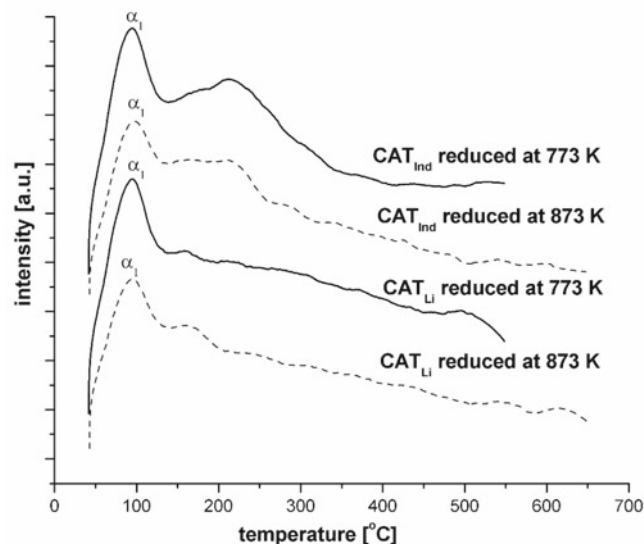 α1
α1
CATInd reduced at 773 K
α1
CATInd reduced at 873 K
α1
CATLi reduced at 773 K
CATLi reduced at 873 K
intensity [a.u.]
0 100 200 300 400 500 600 700
temperature [°C]